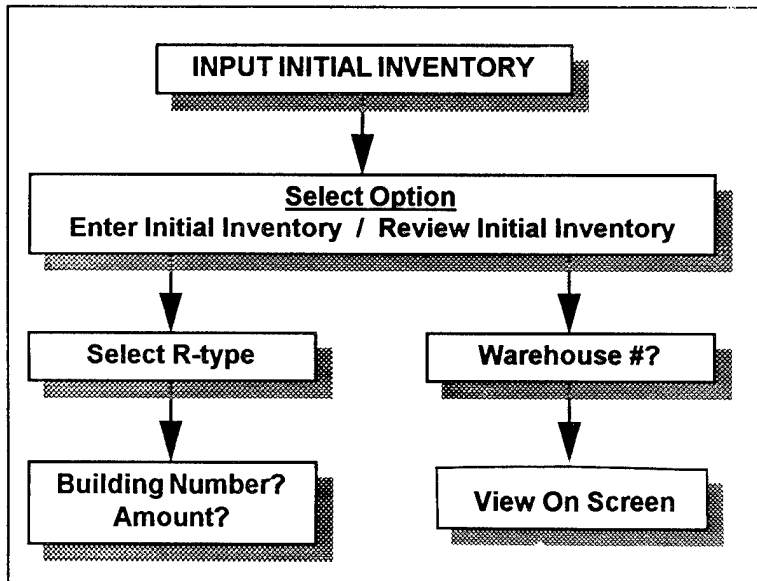 INPUT INITIAL INVENTORY
Select Option
Enter Initial Inventory / Review Initial Inventory
Select R-type
Warehouse #?
Building Number?
Amount?
View On Screen